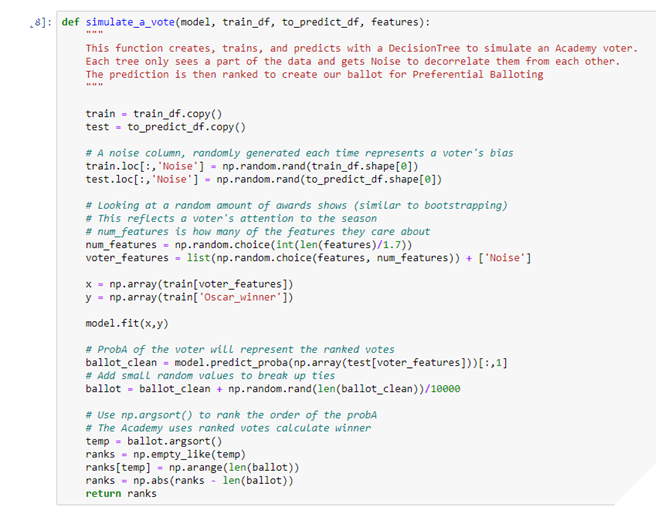 8]: def simulate_a_vote(model, train_df, to_predict_df, features):
"""
This function creates, trains, and predicts with a DecisionTree to simulate an Academy voter.
Each tree only sees a part of the data and gets Noise to decorrelate them from each other.
The prediction is then ranked to create our ballot for Preferential Balloting
"""
train = train_df.copy()
test = to_predict_df.copy()
# A noise column, randomly generated each time represents a voter's bias
train.loc[:,'Noise'] = np.random.rand(train_df.shape[0])
test.loc[:,'Noise'] = np.random.rand(to_predict_df.shape[0])
# Looking at a random amount of awards shows (similar to bootstrapping)
# This reflects a voter's attention to the season
# num_features is how many of the features they care about
num_features = np.random.choice(int(len(features)/1.7))
voter_features = list(np.random.choice(features, num_features)) + ['Noise']
x = np.array(train[voter_features])
y = np.array(train['Oscar_winner'])
model.fit(x,y)
# ProbA of the voter will represent the ranked votes
ballot_clean = model.predict_proba(np.array(test[voter_features]))[:,1]
# Add small random values to break up ties
ballot = ballot_clean + np.random.rand(len(ballot_clean))/10000
# Use np.argsort() to rank the order of the probA
# The Academy uses ranked votes calculate winner
temp = ballot.argsort()
ranks = np.empty_like(temp)
ranks[temp] = np.arange(len(ballot))
ranks = np.abs(ranks - len(ballot))
return ranks